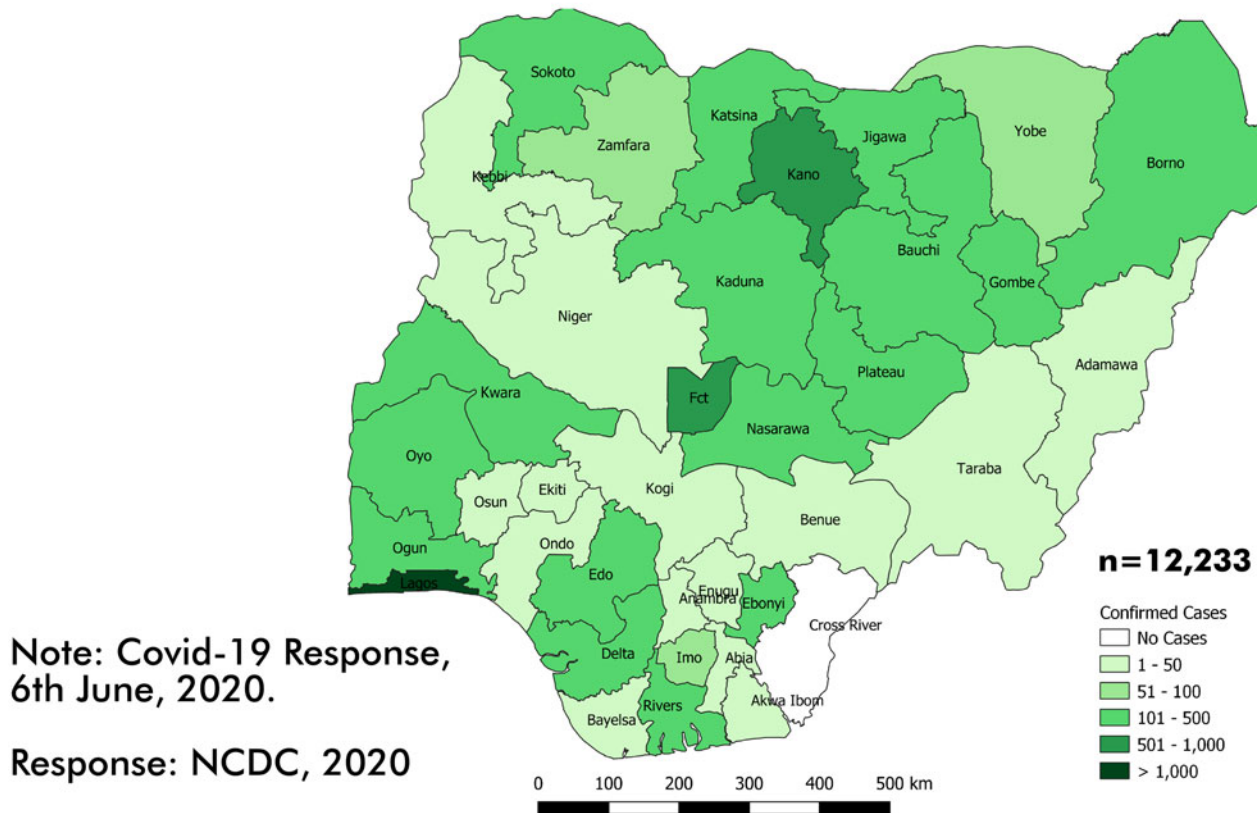 Sokoto
Katsina
Jigawa
Yobe
Borno
Zamfara
Kano
Kebbi
Bauchi
Kaduna
Gombe
Niger
Adamawa
Plateau
Kwara
Fct
Nasarawa
Oyo
Taraba
Osun
Ekiti
Kogi
Benue
Ogun
Ondo
Lagos
Edo
Enugu
Anambra
Ebonyi
Cross River
Delta
Imo
Abia
Akwa Ibom
Rivers
Bayelsa
n=12,233
Confirmed Cases
No Cases
1 - 50
51 - 100
101 - 500
501 - 1,000
> 1,000
Note: Covid-19 Response,
6th June, 2020.
Response: NCDC, 2020
0 100 200 300 400 500 km